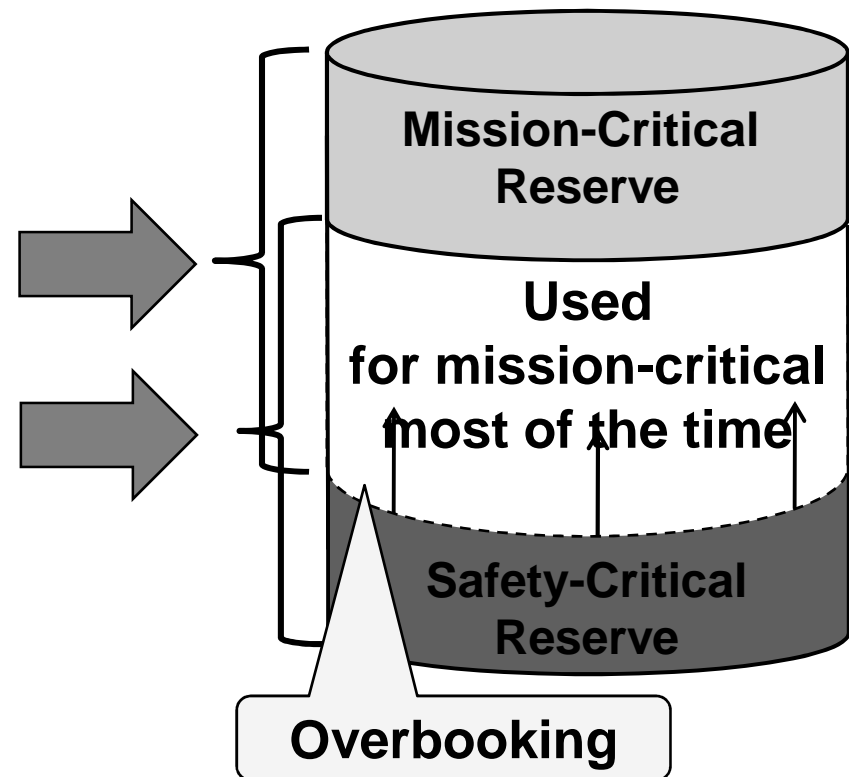 Mission-Critical
Reserve
Used
for mission-critical
most of the time
Safety-Critical
Reserve
Overbooking